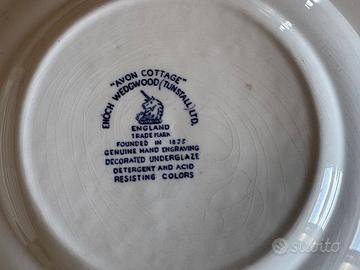 "AVON COTTAGE"
ENOCH WEDGWOOD (TUNSTALL) LTD.
ENGLAND
TRADE MARK
FOUNDED IN 1835
GENUINE HAND ENGRAVING
DECORATED UNDERGLAZE
DETERGENT AND ACID
RESISTING COLORS
subito